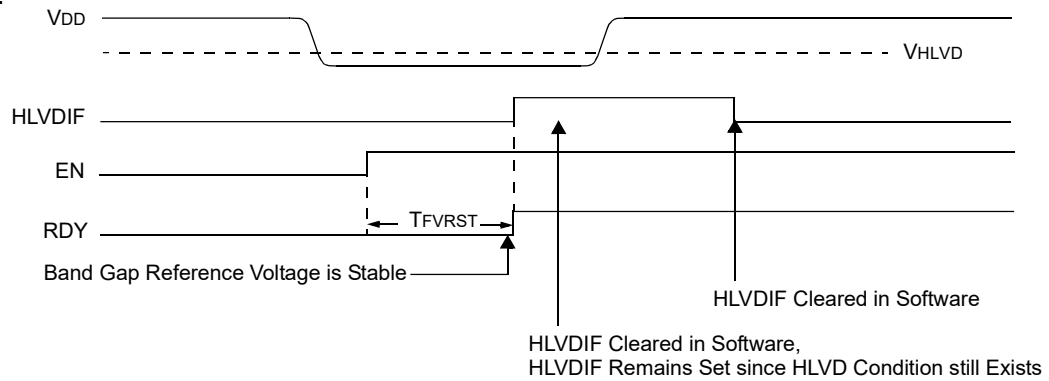 VDD
VHLVD
HLVDIF
EN
TFVRST
RDY
Band Gap Reference Voltage is Stable
HLVDIF Cleared in Software
HLVDIF Cleared in Software,
HLVDIF Remains Set since HLVD Condition still Exists